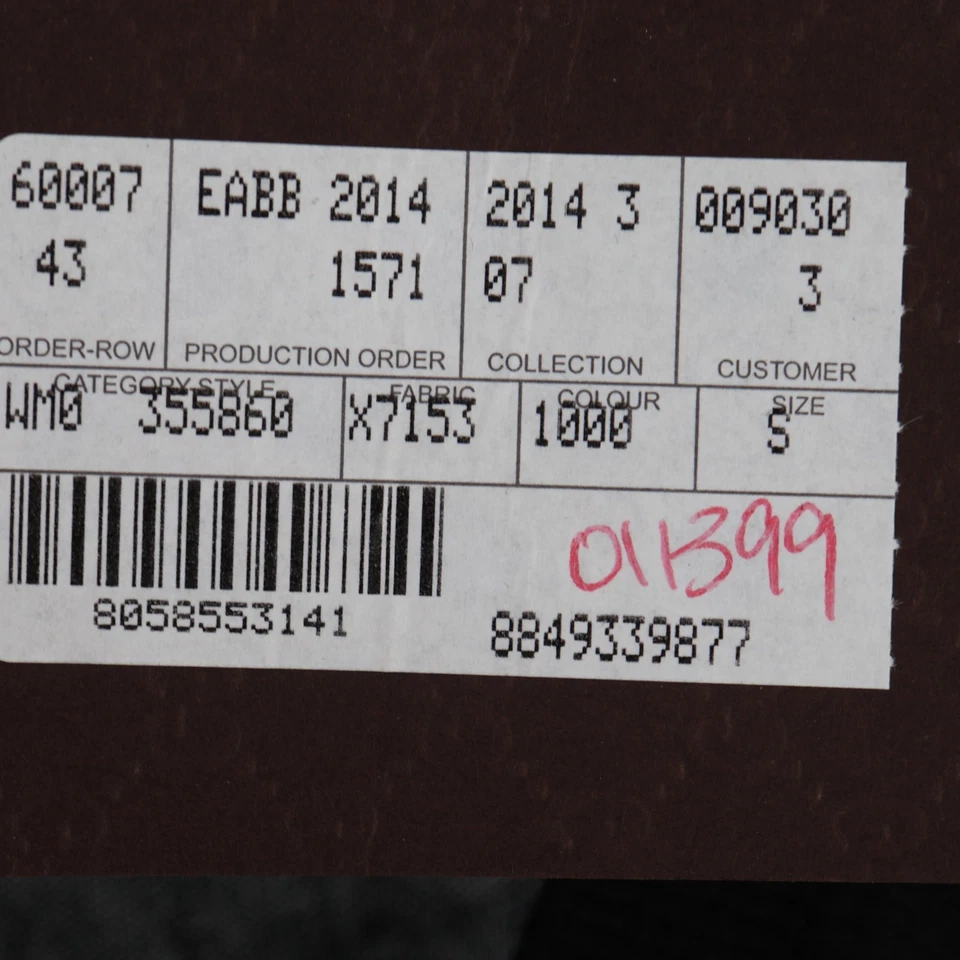 60007 EABB 2014 2014 3 009030
43 1571 07 3
ORDER-ROW PRODUCTION ORDER COLLECTION CUSTOMER
CATEGORY STYLE FABRIC COLOUR SIZE
WM0 355860 X7153 1000 S
011399
8058553141 8849339877